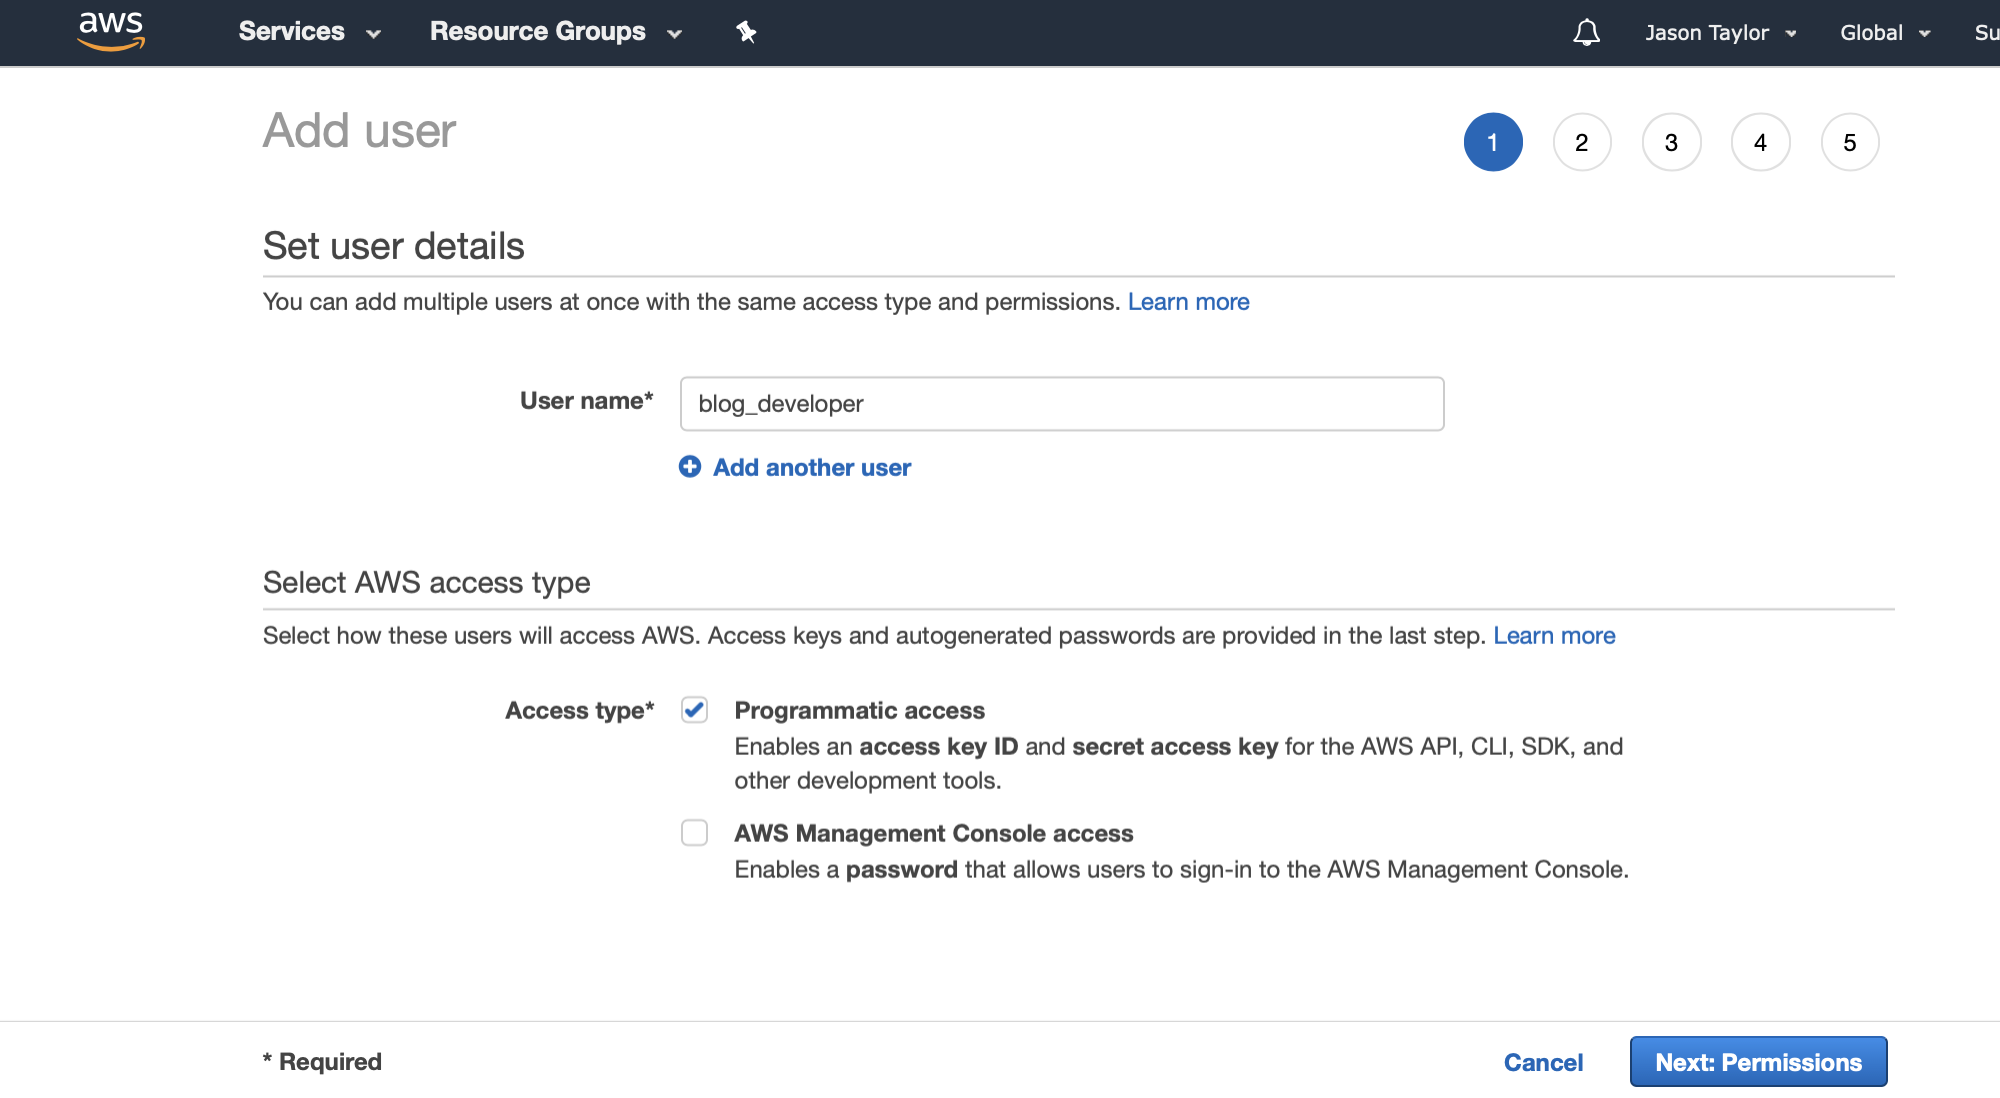 aws Services Resource Groups Jason Taylor Global Su
Add user
1 2 3 4 5
Set user details
You can add multiple users at once with the same access type and permissions. Learn more
User name* blog_developer
Add another user
Select AWS access type
Select how these users will access AWS. Access keys and autogenerated passwords are provided in the last step. Learn more
Access type* Programmatic access
Enables an access key ID and secret access key for the AWS API, CLI, SDK, and
other development tools.
AWS Management Console access
Enables a password that allows users to sign-in to the AWS Management Console.
* Required Cancel Next: Permissions